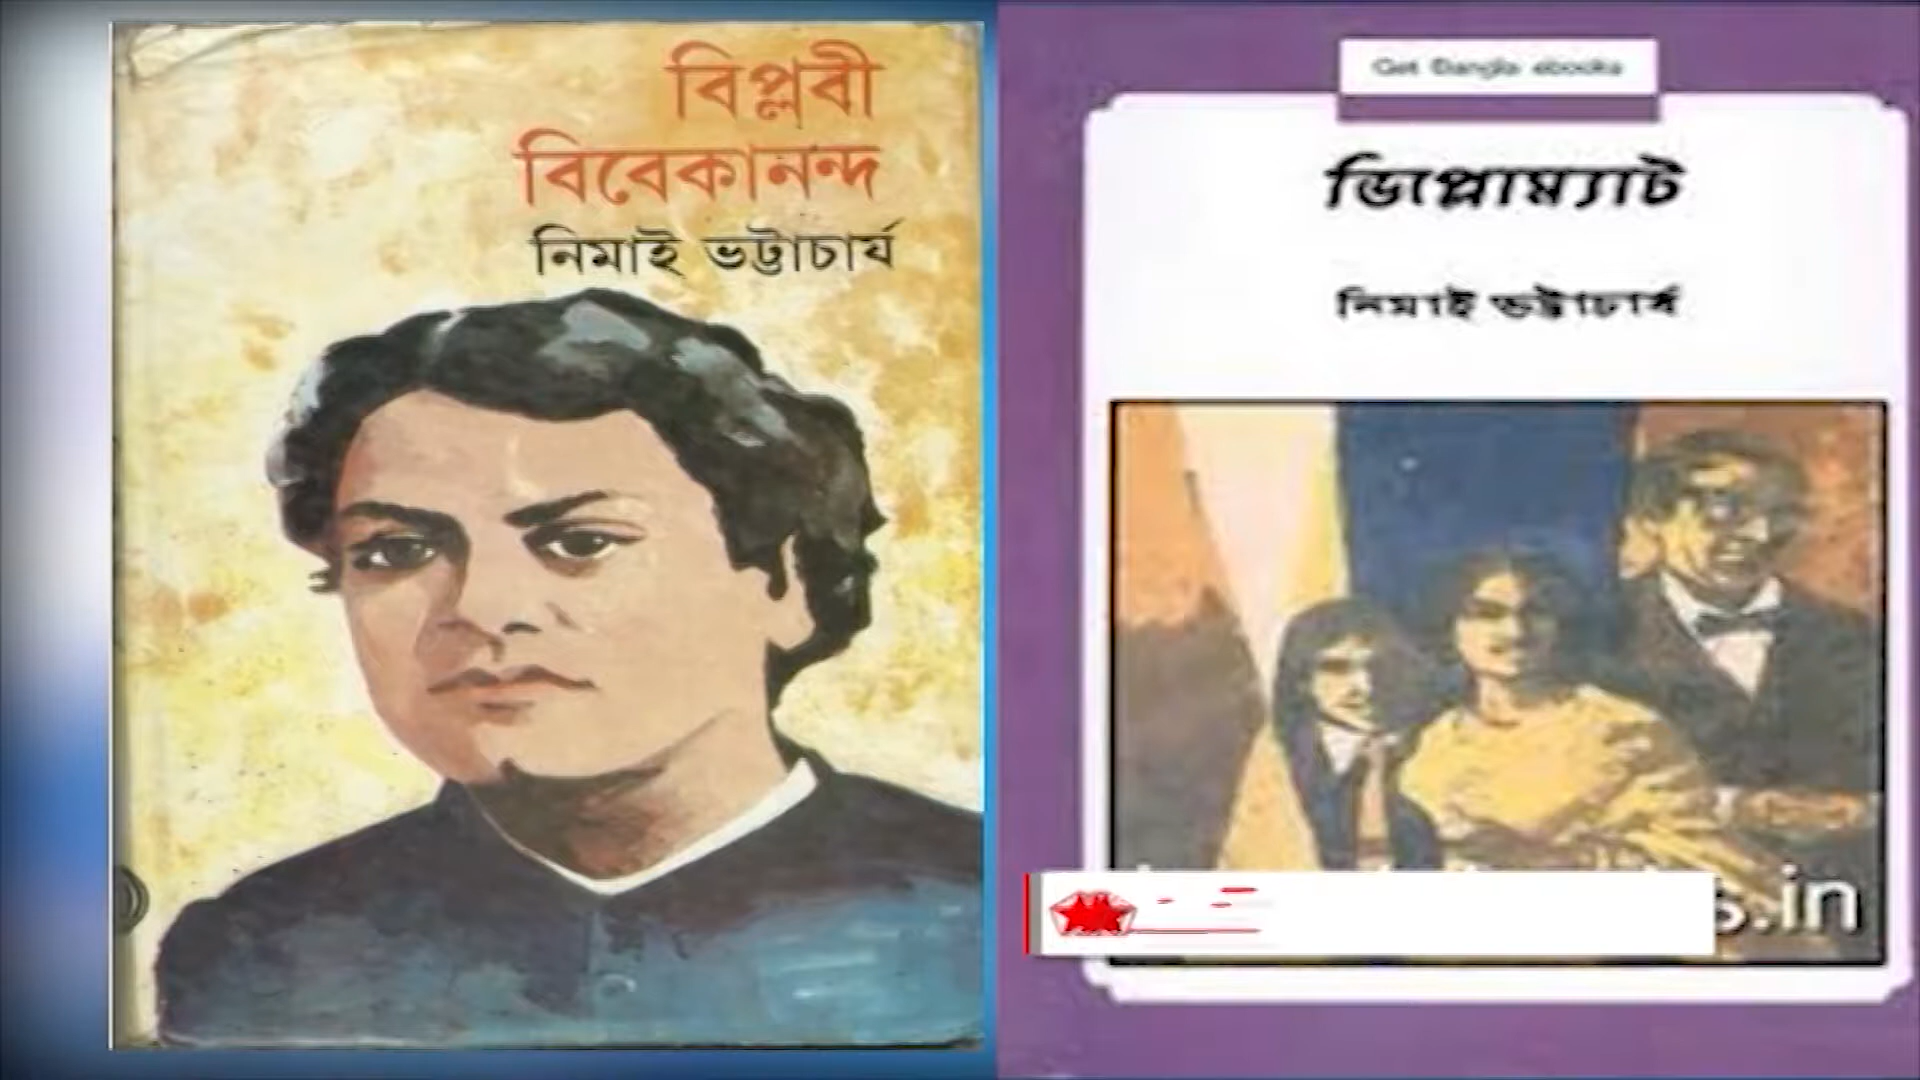 বিপ্লবী
বিবেকানন্দ
নিমাই ভট্টাচার্য
Get Bangla ebooks
ডিপ্লোম্যাট
নিমাই ভট্টাচার্য
s.in